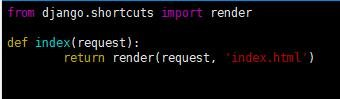 from django.shortcuts import render
def index(request):
        return render(request, 'index.html')